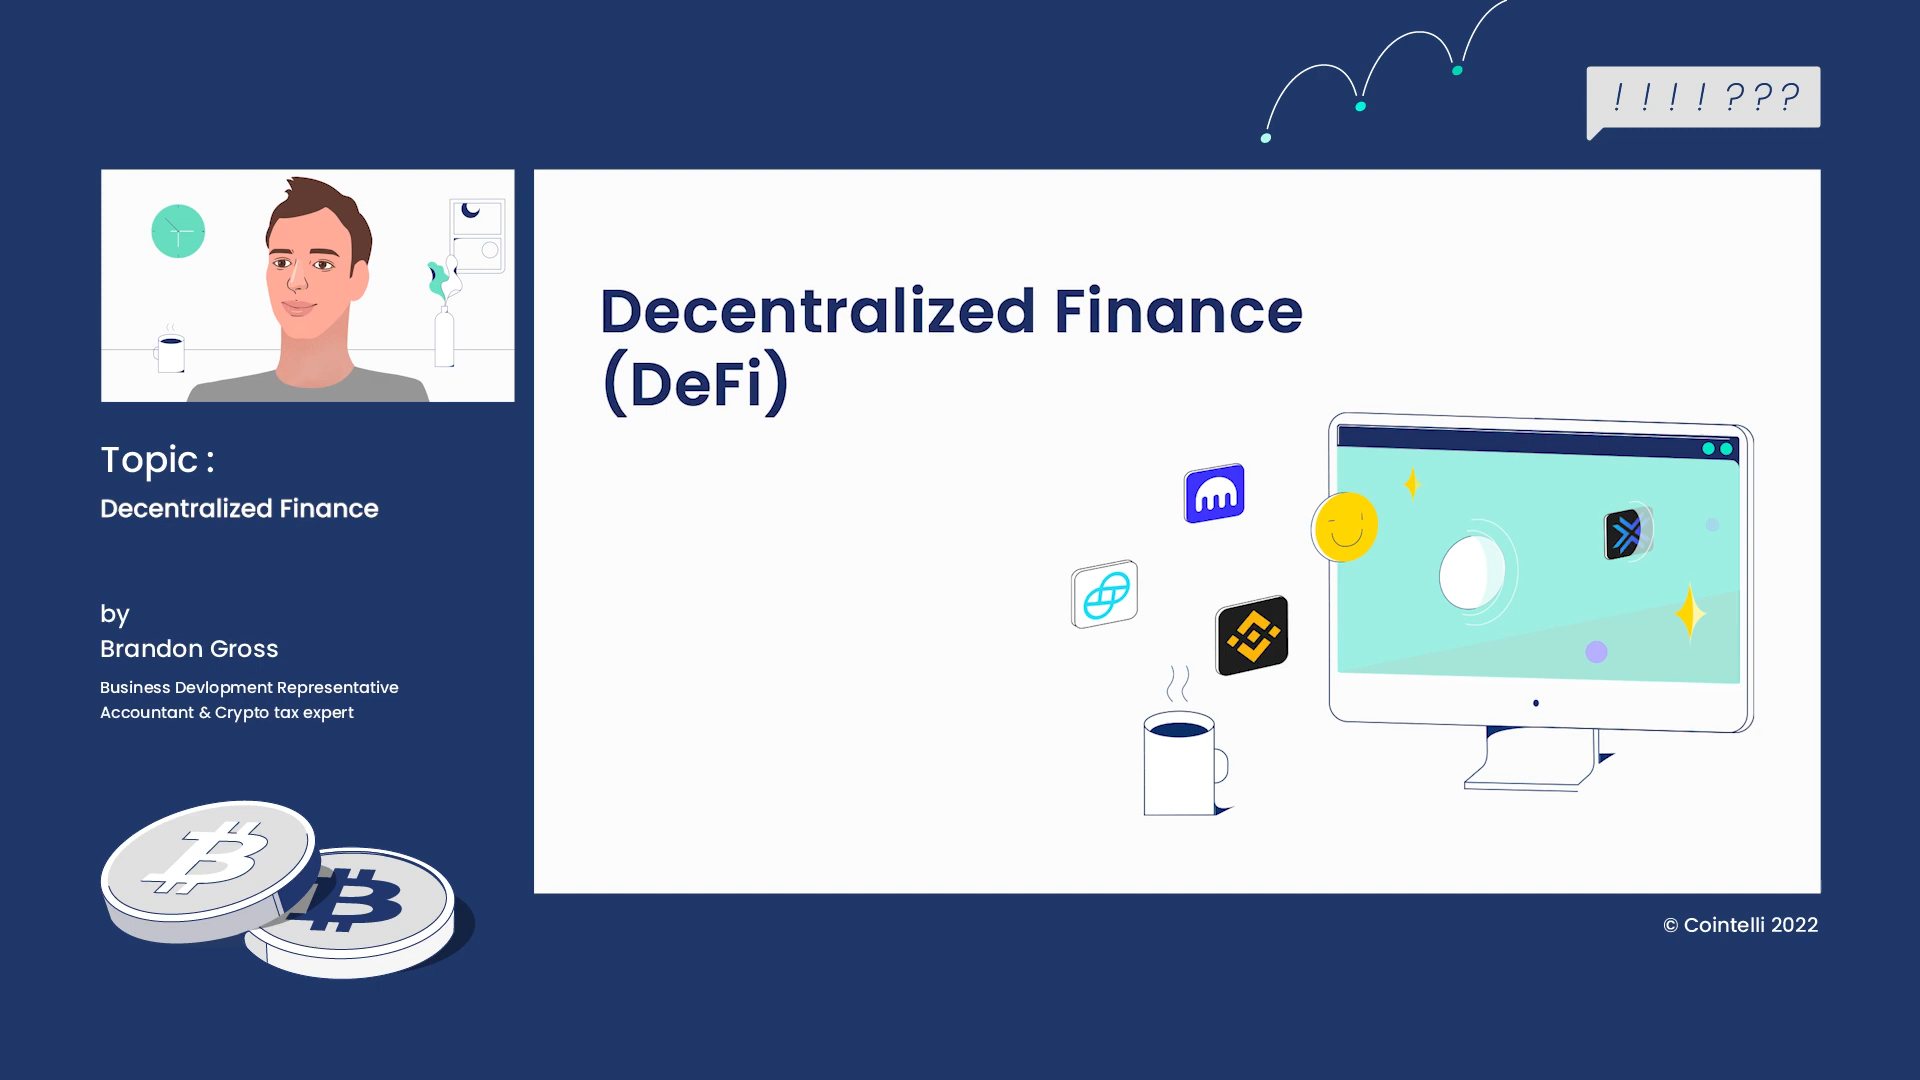 ! ! ! ! ? ? ?
Decentralized Finance
(DeFi)
Topic :
Decentralized Finance
by
Brandon Gross
Business Devlopment Representative
Accountant & Crypto tax expert
© Cointelli 2022